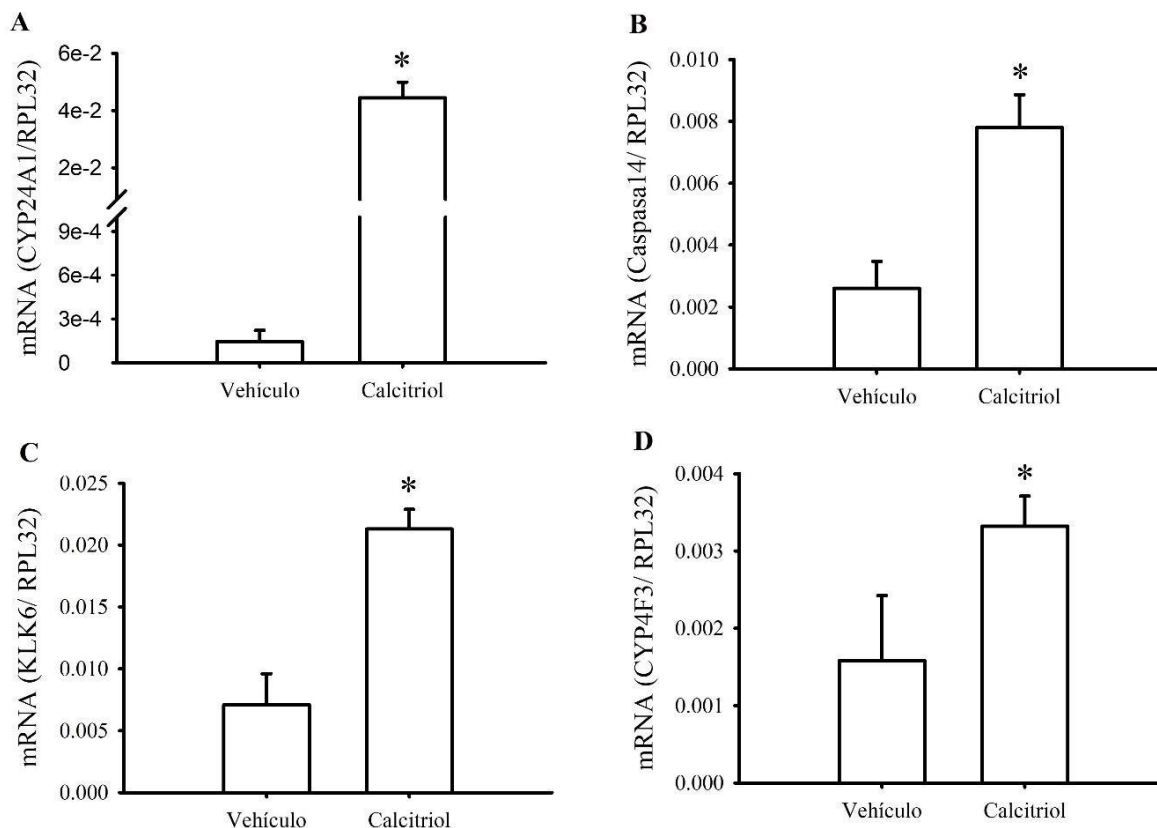 A
mRNA (CYP24A1/RPL32)
6e-2
4e-2
2e-2
9e-4
6e-4
3e-4
0
*
Vehículo
Calcitriol
B
mRNA (Caspasa14/ RPL32)
0.010
0.008
0.006
0.004
0.002
0.000
*
Vehículo
Calcitriol
C
mRNA (KLK6/ RPL32)
0.025
0.020
0.015
0.010
0.005
0.000
*
Vehículo
Calcitriol
D
mRNA (CYP4F3/ RPL32)
0.004
0.003
0.002
0.001
0.000
*
Vehículo
Calcitriol